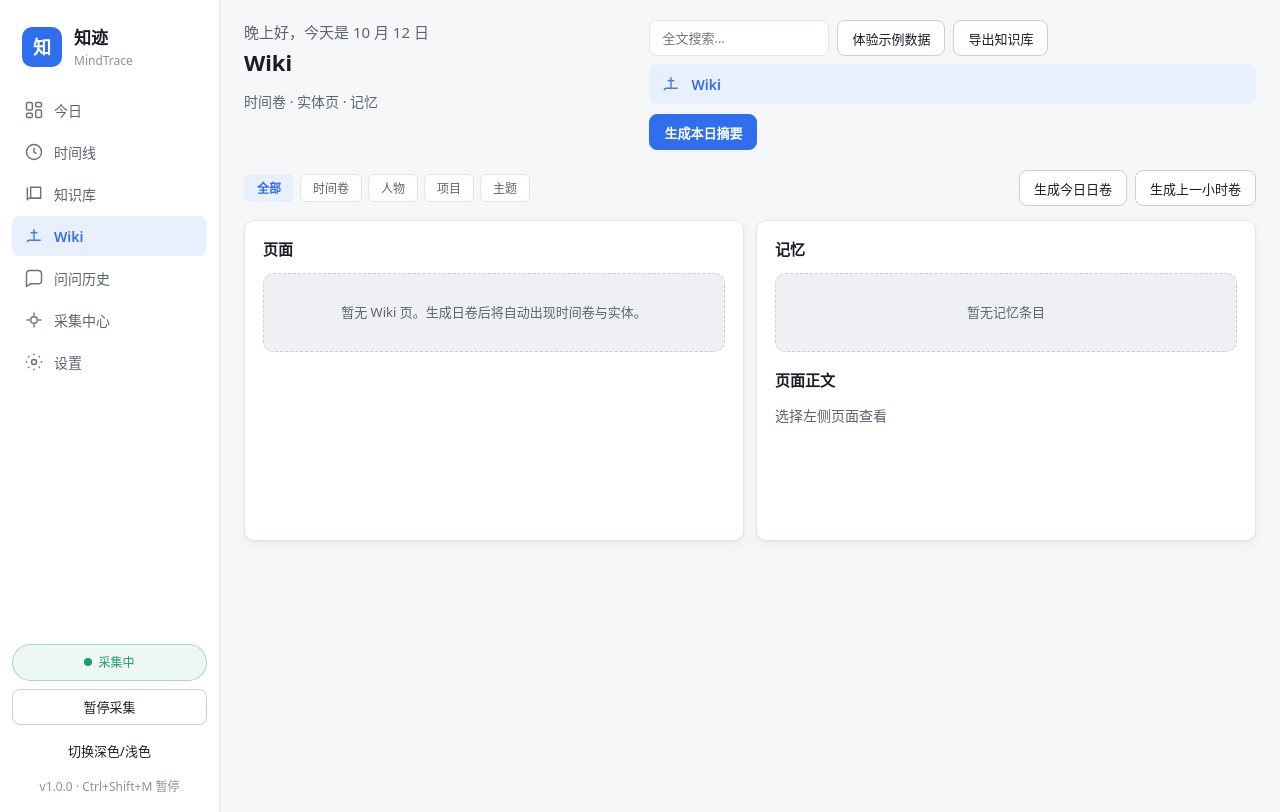 知
知迹
MindTrace
今日
时间线
知识库
Wiki
问问历史
采集中心
设置
采集中
暂停采集
切换深色/浅色
v1.0.0 · Ctrl+Shift+M 暂停
晚上好，今天是 10 月 12 日
Wiki
时间卷 · 实体页 · 记忆
全文搜索...
体验示例数据
导出知识库
Wiki
生成本日摘要
全部
时间卷
人物
项目
主题
生成今日日卷
生成上一小时卷
页面
暂无 Wiki 页。生成日卷后将自动出现时间卷与实体。
记忆
暂无记忆条目
页面正文
选择左侧页面查看